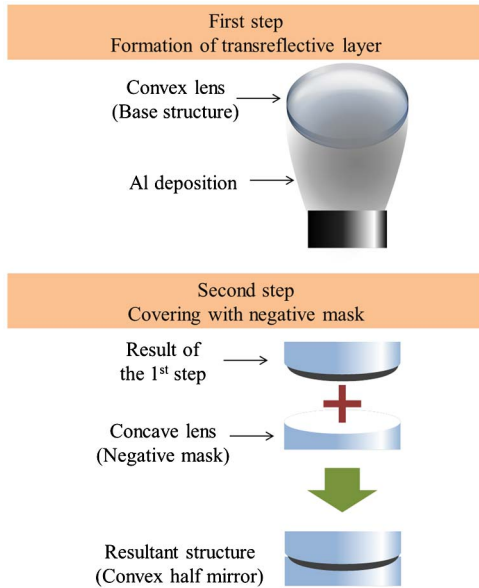 First step
Formation of transreflective layer
Convex lens
(Base structure)
Al deposition
Second step
Covering with negative mask
Result of
the 1st step
Concave lens
(Negative mask)
Resultant structure
(Convex half mirror)